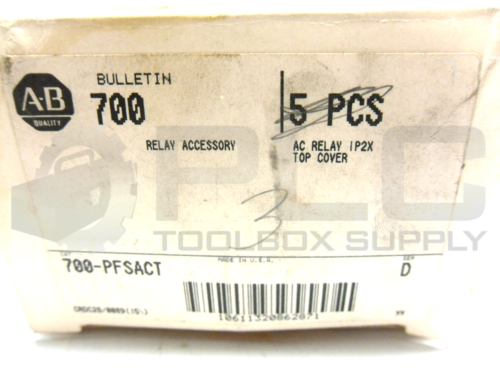 BULLETIN
A-B
QUALITY
700
5 PCS
RELAY ACCESSORY
AC RELAY IP2X
TOP COVER
PLC
TOOLBOX SUPPLY
3
MADE IN U.S.A.
700-PFSACT
D
10611320862871